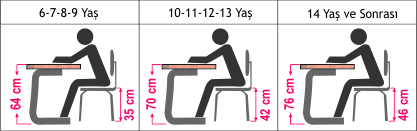 6-7-8-9 Yaş
10-11-12-13 Yaş
14 Yaş ve Sonrası
64 cm
35 cm
70 cm
42 cm
76 cm
46 cm